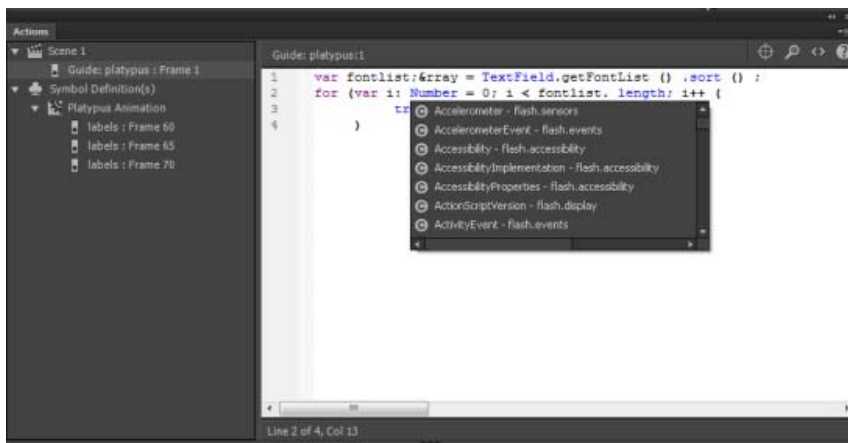 Actions
Scene 1
Guide: platypus : Frame 1
Symbol Definition(s)
Platypus Animation
labels : Frame 60
labels : Frame 65
labels : Frame 70
Guide: platypus:1
1 var fontlist:&rray = TextField.getFontList () .sort () ;
2 for (var i: Number = 0; i < fontlist. length; i++ {
3 tr
4 )
Accelerometer - flash.sensors
AccelerometerEvent - flash.events
Accessibility - flash.accessibility
AccessibilityImplementation - flash.accessibility
AccessibilityProperties - flash.accessibility
ActionScriptVersion - flash.display
ActivityEvent - flash.events
Line 2 of 4, Col 13